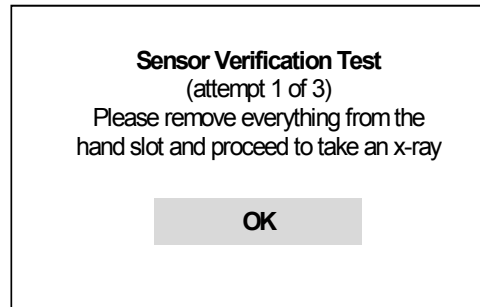 Sensor Verification Test
(attempt 1 of 3)
Please remove everything from the
hand slot and proceed to take an x-ray
OK